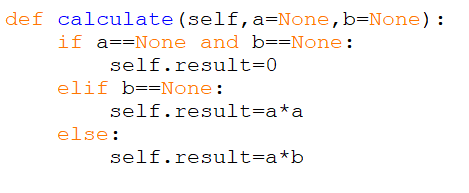 def calculate(self,a=None,b=None):
    if a==None and b==None:
        self.result=0
    elif b==None:
        self.result=a*a
    else:
        self.result=a*b